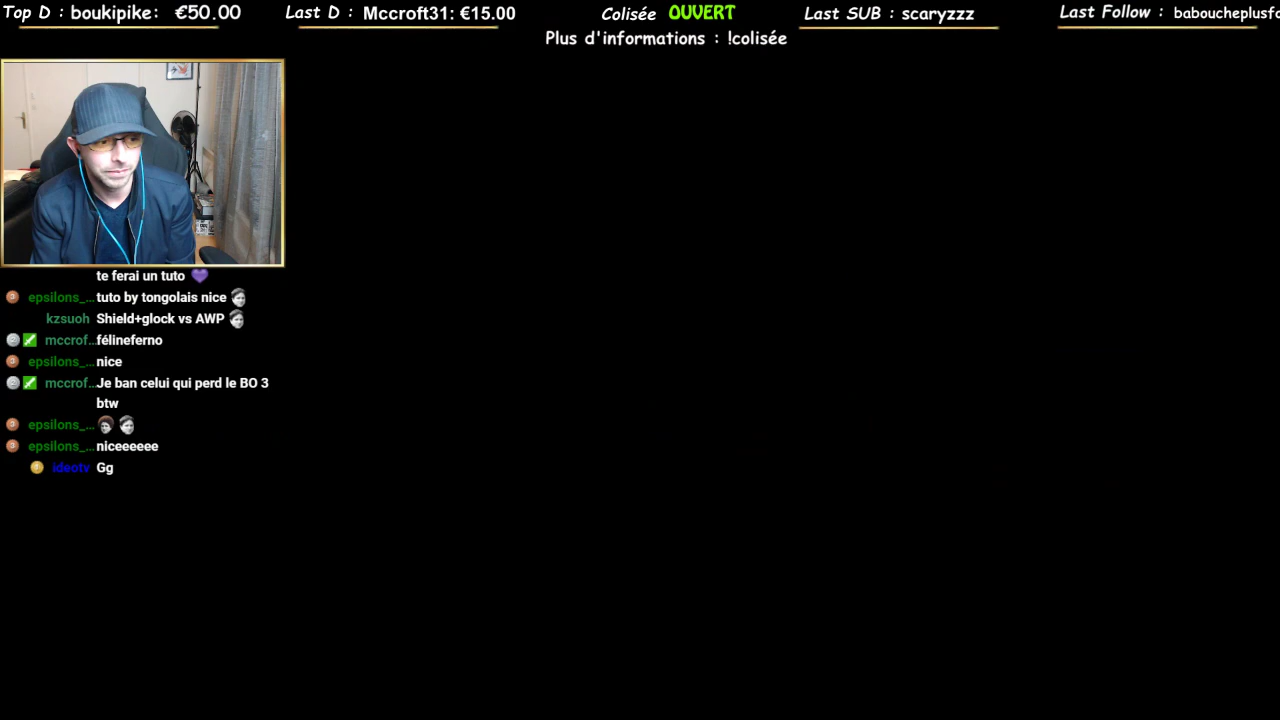 Top D : boukipike: €50.00
Last D : Mccroft31: €15.00
Colisée OUVERT
Plus d'informations : !colisée
Last SUB : scaryzzz
Last Follow :
te ferai un tuto
epsilons_... tuto by tongolais nice
kzsuoh Shield+glock vs AWP
mccrof... félineferno
epsilons_... nice
mccrof... Je ban celui qui perd le BO 3
btw
epsilons_...
epsilons_... niceeeeee
ideotv Gg